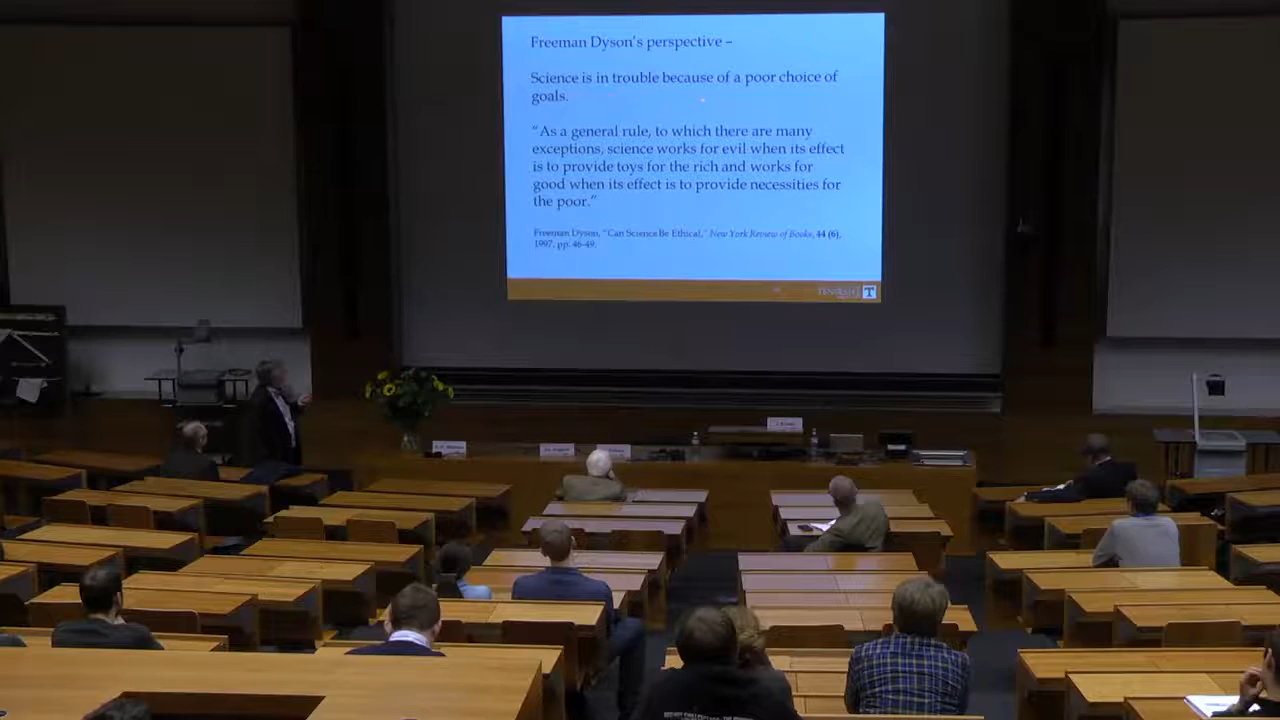 Freeman Dyson's perspective –
Science is in trouble because of a poor choice of
goals.
"As a general rule, to which there are many
exceptions, science works for evil when its effect
is to provide toys for the rich and works for
good when its effect is to provide necessities for
the poor."
Freeman Dyson, "Can Science Be Ethical," New York Review of Books, 44 (6),
1997, pp. 46-49.
T